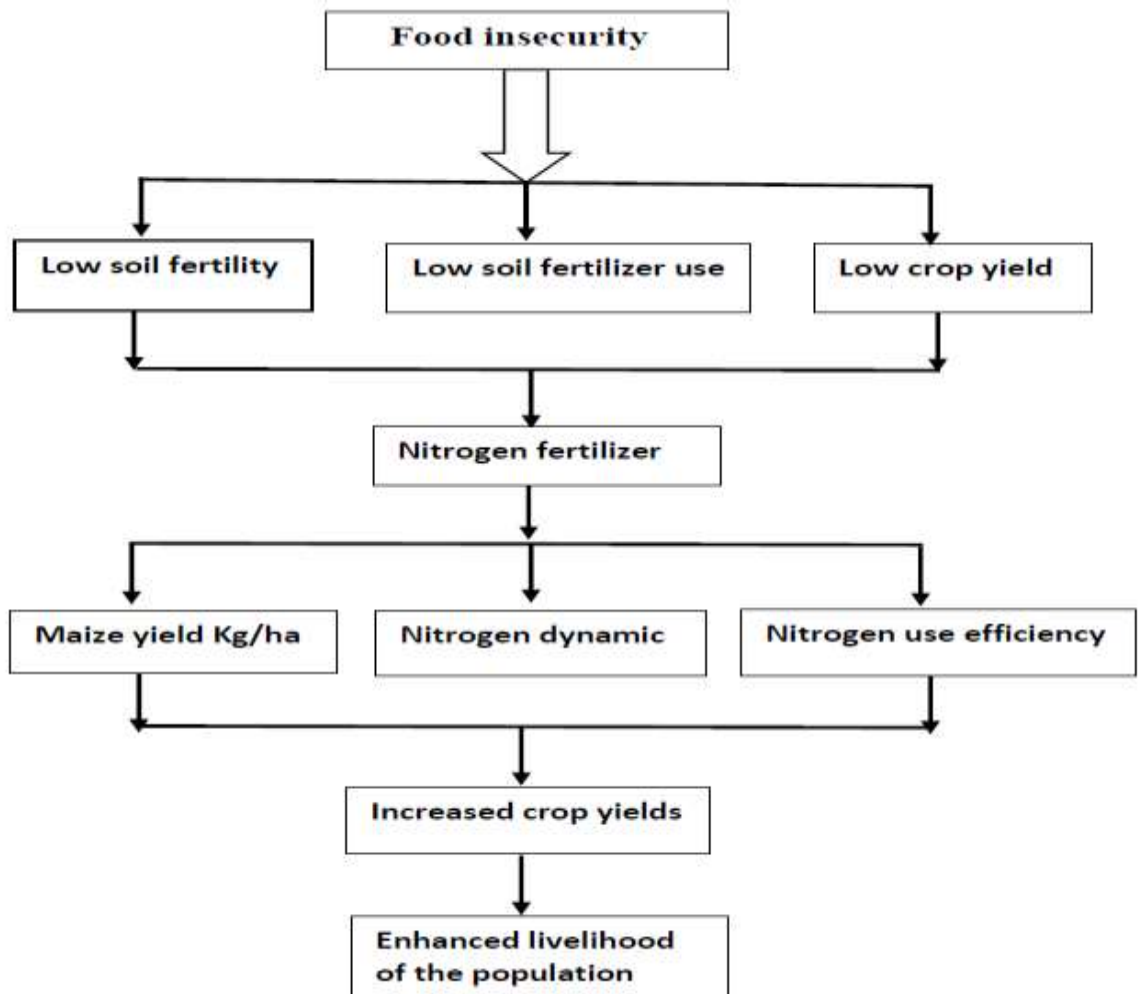 Food insecurity
Low soil fertility
Low soil fertilizer use
Low crop yield
Nitrogen fertilizer
Maize yield Kg/ha
Nitrogen dynamic
Nitrogen use efficiency
Increased crop yields
Enhanced livelihood
of the population